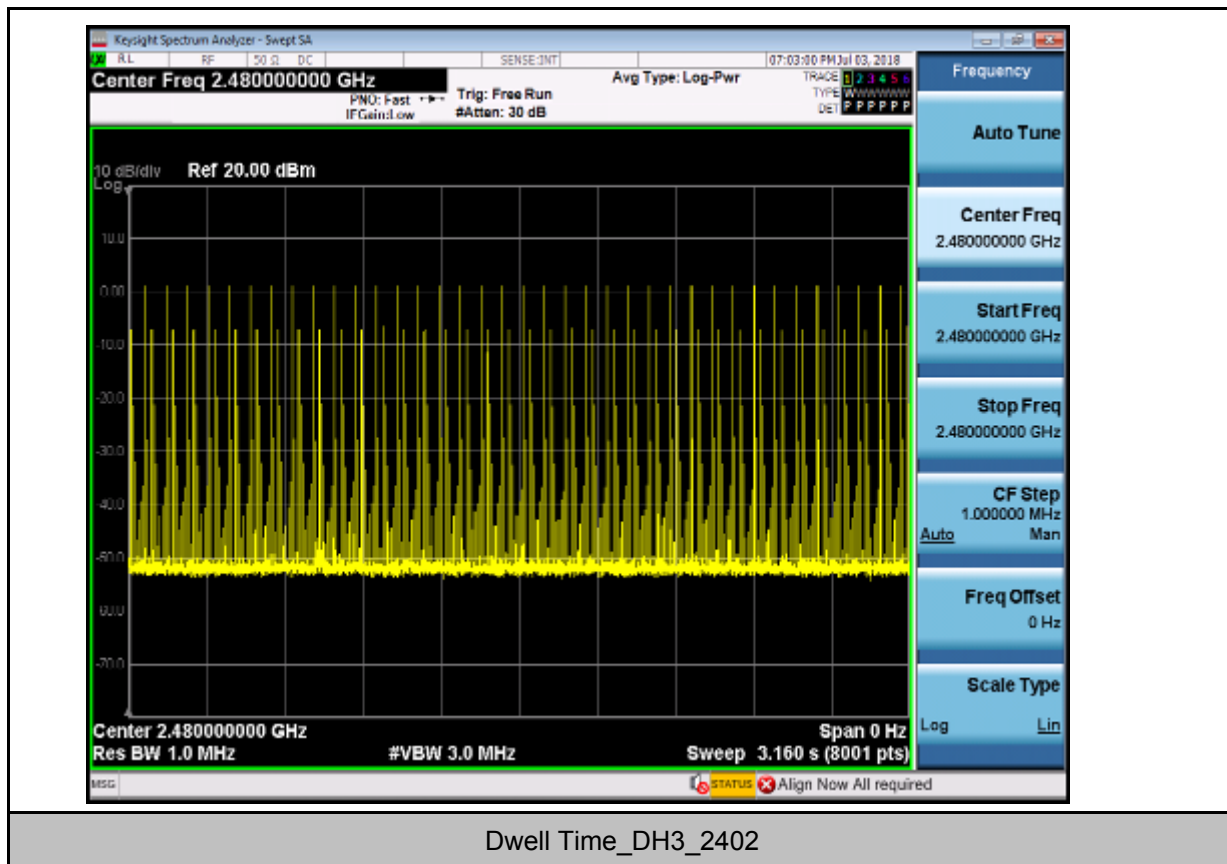 Keysight Spectrum Analyzer - Swept SA
RL RF 50 Ω DC SENSE:INT 07:03:00 PM Jul 03, 2018
Center Freq 2.480000000 GHz
Avg Type: Log-Pwr
TRACE 1 2 3 4 5 6
TYPE WWWWWWW
DET P P P P P P
PNO: Fast
IFGain:Low
Trig: Free Run
#Atten: 30 dB
10 dB/div
Log
Ref 20.00 dBm
10.0
0.00
-10.0
-20.0
-30.0
-40.0
-50.0
-60.0
-70.0
Center 2.480000000 GHz
Span 0 Hz
Res BW 1.0 MHz
#VBW 3.0 MHz
Sweep 3.160 s (8001 pts)
MSG
STATUS
Align Now All required
Frequency
Auto Tune
Center Freq
2.480000000 GHz
Start Freq
2.480000000 GHz
Stop Freq
2.480000000 GHz
CF Step
1.000000 MHz
Auto Man
Freq Offset
0 Hz
Scale Type
Log Lin
Dwell Time_DH3_2402